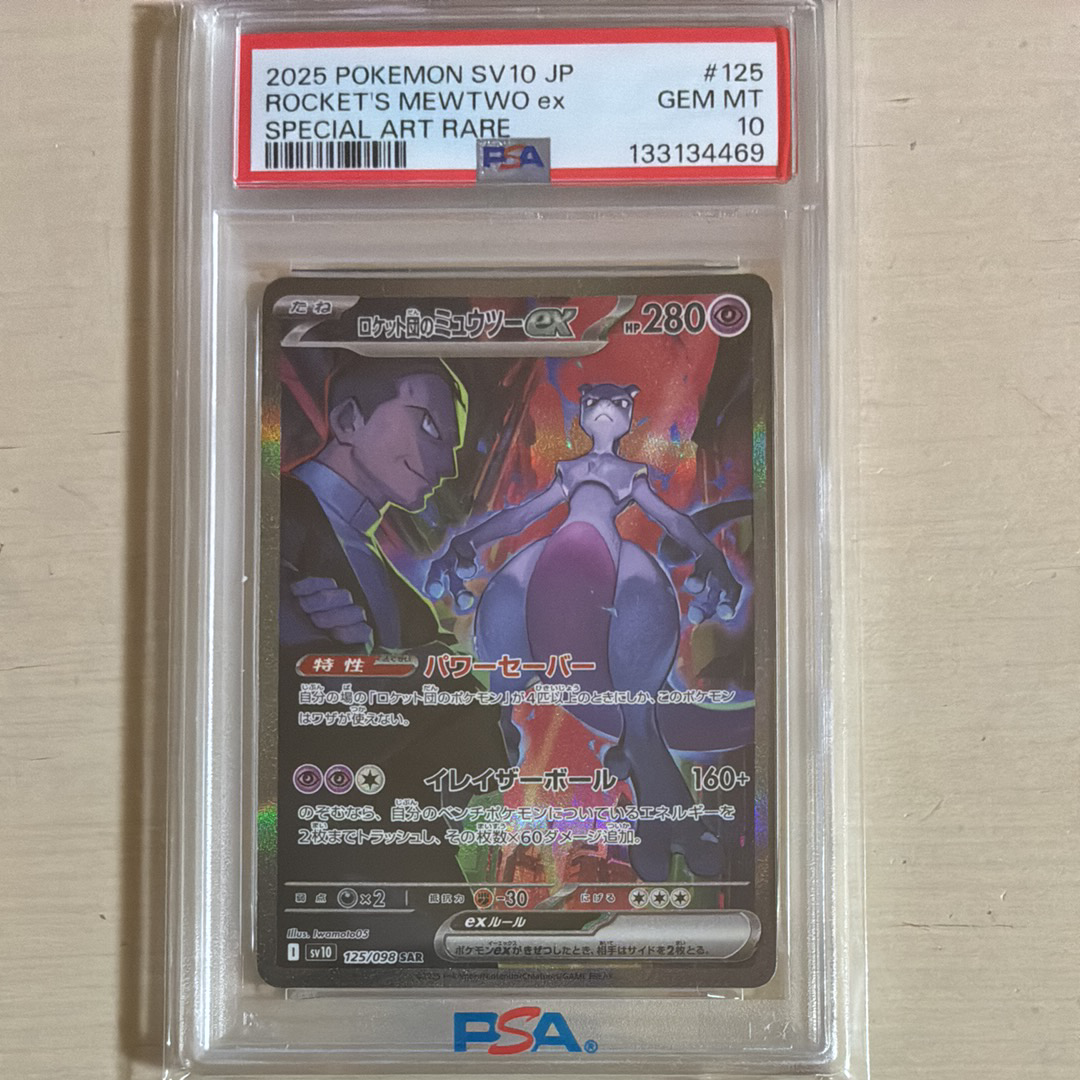 2025 POKEMON SV10 JP #125
ROCKET'S MEWTWO ex GEM MT
SPECIAL ART RARE 10
PSA 133134469
たね ロケット団のミュウツーex HP280
特性 パワーセーバー
自分の場の「ロケット団のポケモン」が4匹以上のときにしか、このポケモン
はワザが使えない。
イレイザーボール 160+
のぞむなら、自分のベンチポケモンについているエネルギーを
2枚までトラッシュし、その枚数×60ダメージ追加。
弱点 ×2 抵抗力 -30 にげる
Illus. Iwamoto05
exルール
I sv10 125/098 SAR
ポケモンexがきぜつしたとき、相手はサイドを2枚とる。
PSA®